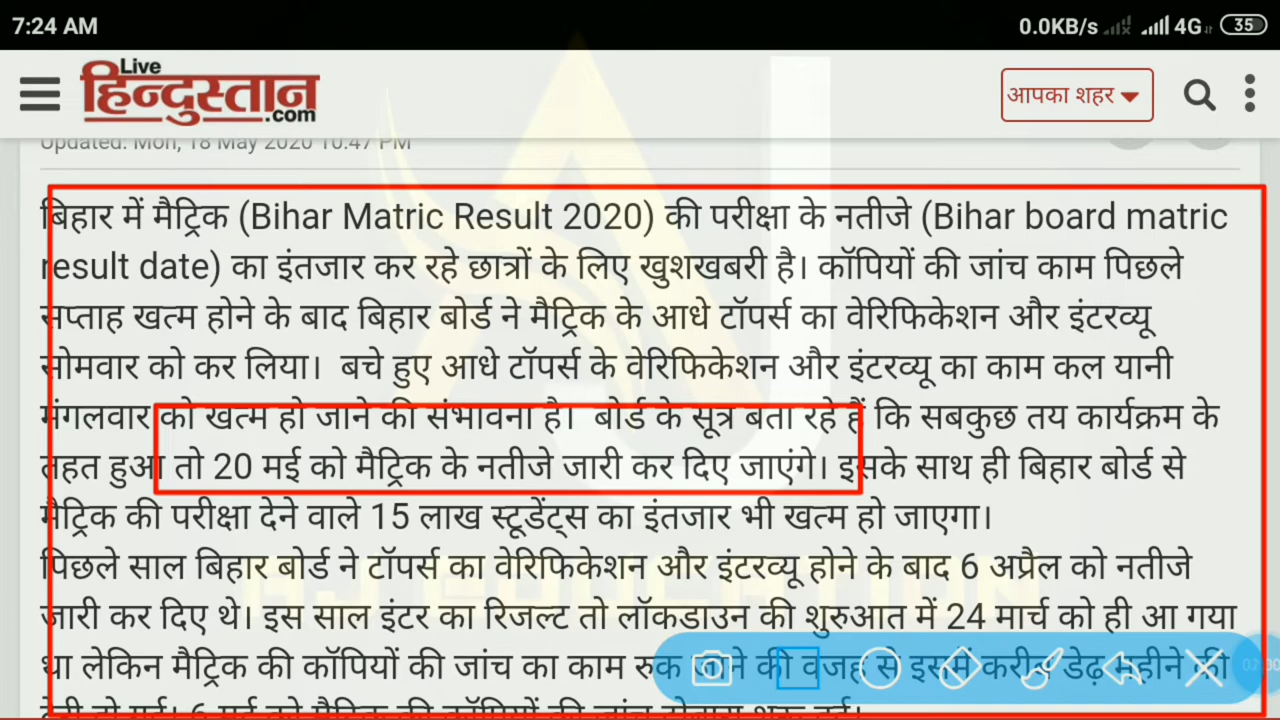 7:24 AM
0.0KB/s 4G 35
Live
हिन्दुस्तान
.com
आपका शहर
Updated: Mon, 18 May 2020 10:47 PM
बिहार में मैट्रिक (Bihar Matric Result 2020) की परीक्षा के नतीजे (Bihar board matric
result date) का इंतजार कर रहे छात्रों के लिए खुशखबरी है। कॉपियों की जांच काम पिछले
सप्ताह खत्म होने के बाद बिहार बोर्ड ने मैट्रिक के आधे टॉपर्स का वेरिफिकेशन और इंटरव्यू
सोमवार को कर लिया। बचे हुए आधे टॉपर्स के वेरिफिकेशन और इंटरव्यू का काम कल यानी
मंगलवार को खत्म हो जाने की संभावना है। बोर्ड के सूत्र बता रहे हैं कि सबकुछ तय कार्यक्रम के
तहत हुआ तो 20 मई को मैट्रिक के नतीजे जारी कर दिए जाएंगे। इसके साथ ही बिहार बोर्ड से
मैट्रिक की परीक्षा देने वाले 15 लाख स्टूडेंट्स का इंतजार भी खत्म हो जाएगा।
पिछले साल बिहार बोर्ड ने टॉपर्स का वेरिफिकेशन और इंटरव्यू होने के बाद 6 अप्रैल को नतीजे
जारी कर दिए थे। इस साल इंटर का रिजल्ट तो लॉकडाउन की शुरुआत में 24 मार्च को ही आ गया
था लेकिन मैट्रिक की कॉपियों की जांच का काम रुक जाने की वजह से इसमें करीब डेढ़ महीने की